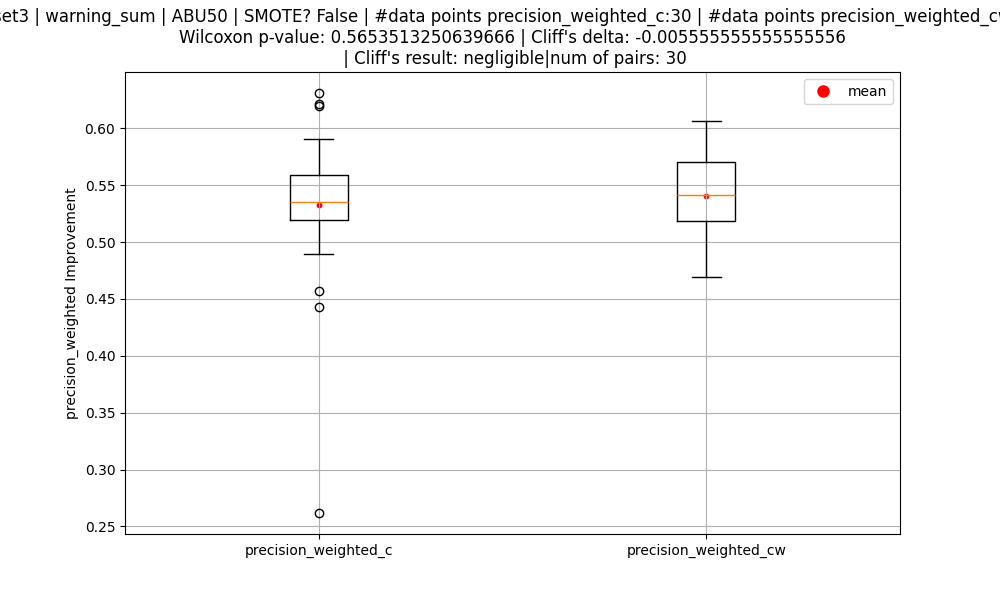 set3 | warning_sum | ABU50 | SMOTE? False | #data points precision_weighted_c:30 | #data points
Wilcoxon p-value: 0.5653513250639666 | Cliff's delta: -0.005555555555555556
| Cliff's result: negligible|num of pairs: 30
mean
precision_weighted Improvement
0.60
0.55
0.50
0.45
0.40
0.35
0.30
0.25
precision_weighted_c
precision_weighted_cw